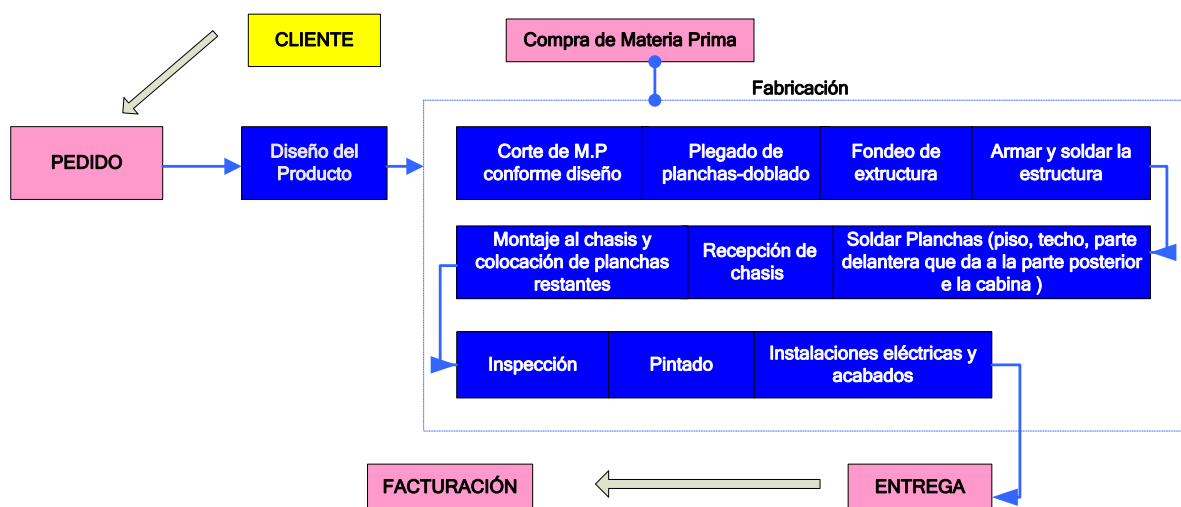 CLIENTE
Compra de Materia Prima
Fabricación
PEDIDO
Diseño del
Producto
Corte de M.P
conforme diseño
Plegado de
planchas-doblado
Fondeo de
extructura
Armar y soldar la
estructura
Montaje al chasis y
colocación de planchas
restantes
Recepción de
chasis
Soldar Planchas (piso, techo, parte
delantera que da a la parte posterior
e la cabina )
Inspección
Pintado
Instalaciones eléctricas y
acabados
FACTURACIÓN
ENTREGA